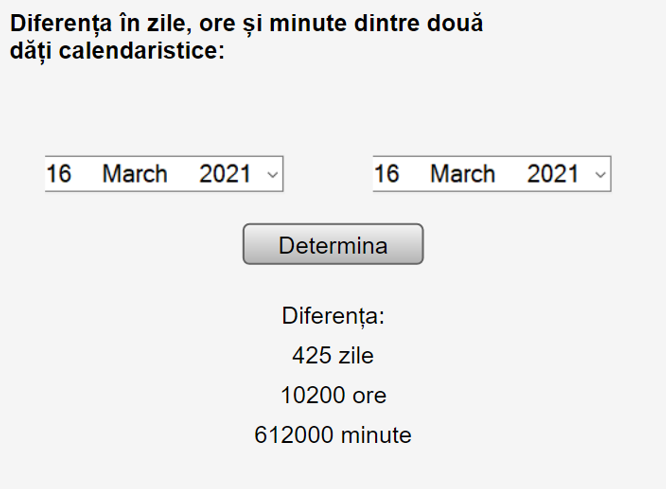 Diferența în zile, ore și minute dintre două
dăți calendaristice:
16 March 2021 16 March 2021
Determina
Diferența:
425 zile
10200 ore
612000 minute